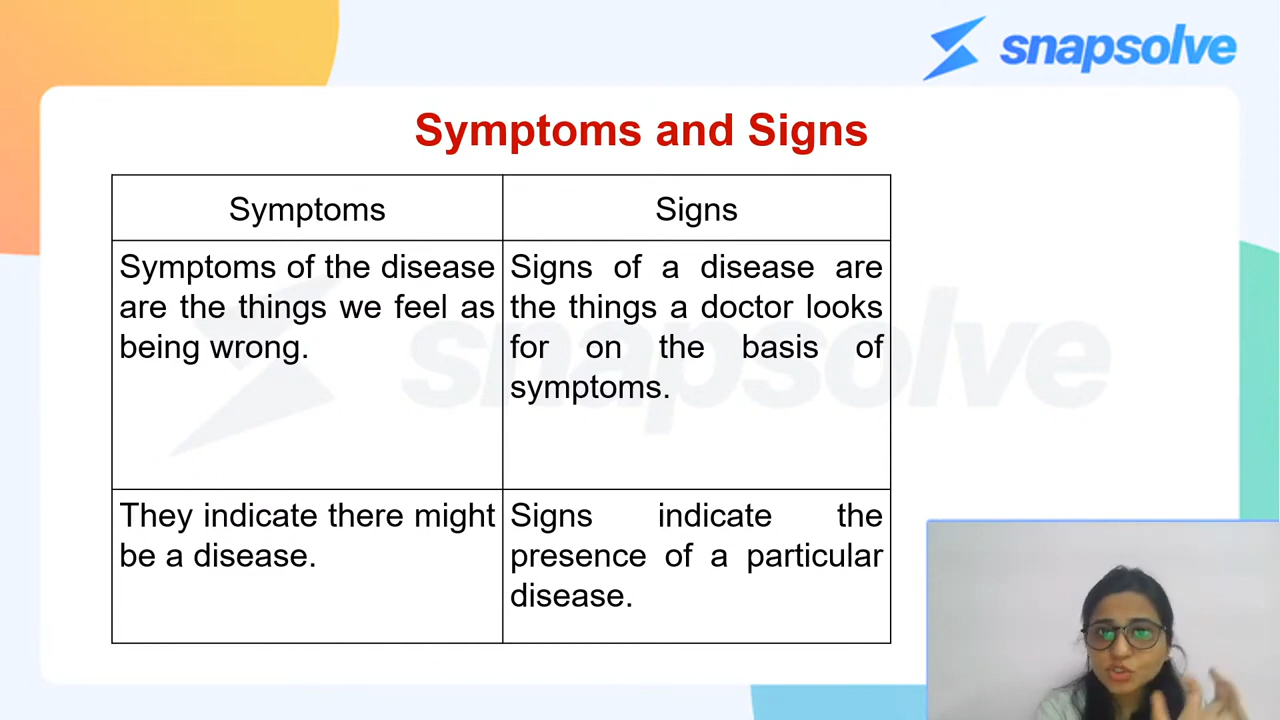 snapsolve
Symptoms and Signs
Symptoms
Signs
Symptoms of the disease
are the things we feel as
being wrong.
Signs of a disease are
the things a doctor looks
for on the basis of
symptoms.
They indicate there might
be a disease.
Signs indicate the
presence of a particular
disease.
snapsolve